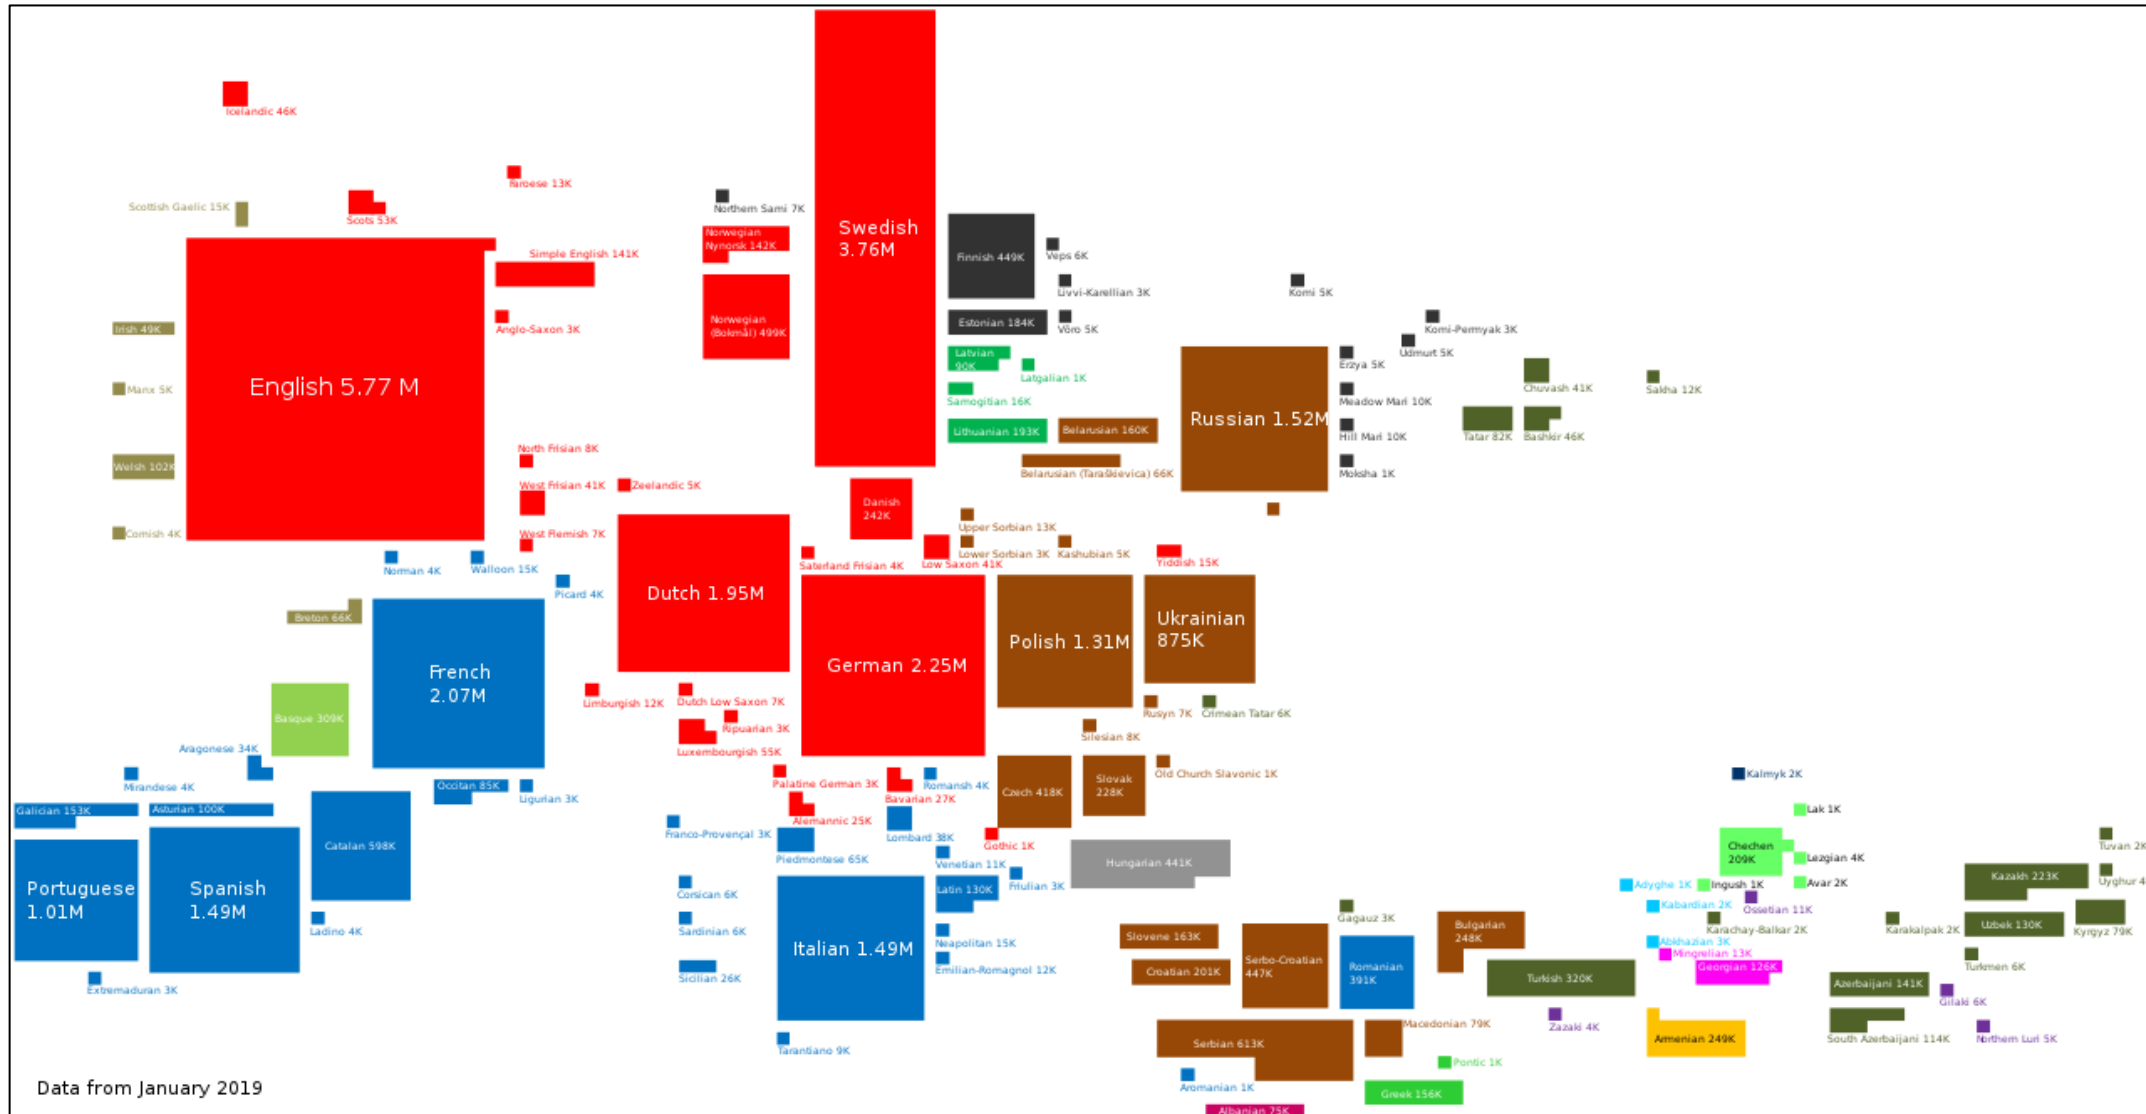 Icelandic 46K
Faroese 13K
Scottish Gaelic 15K
Scots 53K
Northern Sami 7K
Swedish
3.76M
Norwegian
Nynorsk 142K
Simple English 141K
Finnish 449K
Veps 6K
Livvi-Karellian 3K
Komi 5K
Irish 49K
Anglo-Saxon 3K
Norwegian
(Bokmål) 499K
Estonian 184K
Võro 5K
Komi-Permyak 3K
Udmurt 5K
Latvian
90K
Latgalian 1K
Erzya 5K
English 5.77 M
Manx 5K
Samogitian 16K
Meadow Mari 10K
Chuvash 41K
Sakha 12K
Russian 1.52M
Lithuanian 193K
Belarusian 160K
Hill Mari 10K
Tatar 82K
Bashkir 46K
North Frisian 8K
Welsh 102K
Belarusian (Taraškievica) 66K
Moksha 1K
West Frisian 41K
Zeelandic 5K
Danish
242K
Upper Sorbian 13K
Cornish 4K
West Flemish 7K
Lower Sorbian 3K
Kashubian 5K
Norman 4K
Walloon 15K
Saterland Frisian 4K
Low Saxon 41K
Yiddish 15K
Picard 4K
Dutch 1.95M
Breton 66K
Ukrainian
875K
Polish 1.31M
French
2.07M
German 2.25M
Limburgish 12K
Dutch Low Saxon 7K
Rusyn 7K
Crimean Tatar 6K
Basque 309K
Ripuarian 3K
Silesian 8K
Aragonese 34K
Luxembourgish 55K
Old Church Slavonic 1K
Kalmyk 2K
Mirandese 4K
Occitan 85K
Ligurian 3K
Palatine German 3K
Romansh 4K
Bavarian 27K
Czech 418K
Slovak
228K
Galician 153K
Asturian 100K
Alemannic 25K
Lak 1K
Franco-Provençal 3K
Lombard 38K
Gothic 1K
Catalan 598K
Piedmontese 65K
Venetian 11K
Hungarian 441K
Chechen
209K
Lezgian 4K
Tuvan 2K
Portuguese
1.01M
Spanish
1.49M
Corsican 6K
Latin 130K
Friulian 3K
Adyghe 1K
Ingush 1K
Avar 2K
Kazakh 223K
Uyghur 4
Kabardian 2K
Ossetian 11K
Ladino 4K
Sardinian 6K
Gagauz 3K
Bulgarian
248K
Karachay-Balkar 2K
Karakalpak 2K
Uzbek 130K
Kyrgyz 79K
Italian 1.49M
Neapolitan 15K
Slovene 163K
Abkhazian 3K
Mingrelian 13K
Turkmen 6K
Serbo-Croatian
447K
Romanian
391K
Emilian-Romagnol 12K
Croatian 201K
Georgian 126K
Sicilian 26K
Turkish 320K
Azerbaijani 141K
Extremaduran 3K
Gilaki 6K
Zazaki 4K
Macedonian 79K
Serbian 613K
Armenian 249K
South Azerbaijani 114K
Northern Luri 5K
Tarantiano 9K
Pontic 1K
Aromanian 1K
Greek 156K
Data from January 2019
Albanian 75K